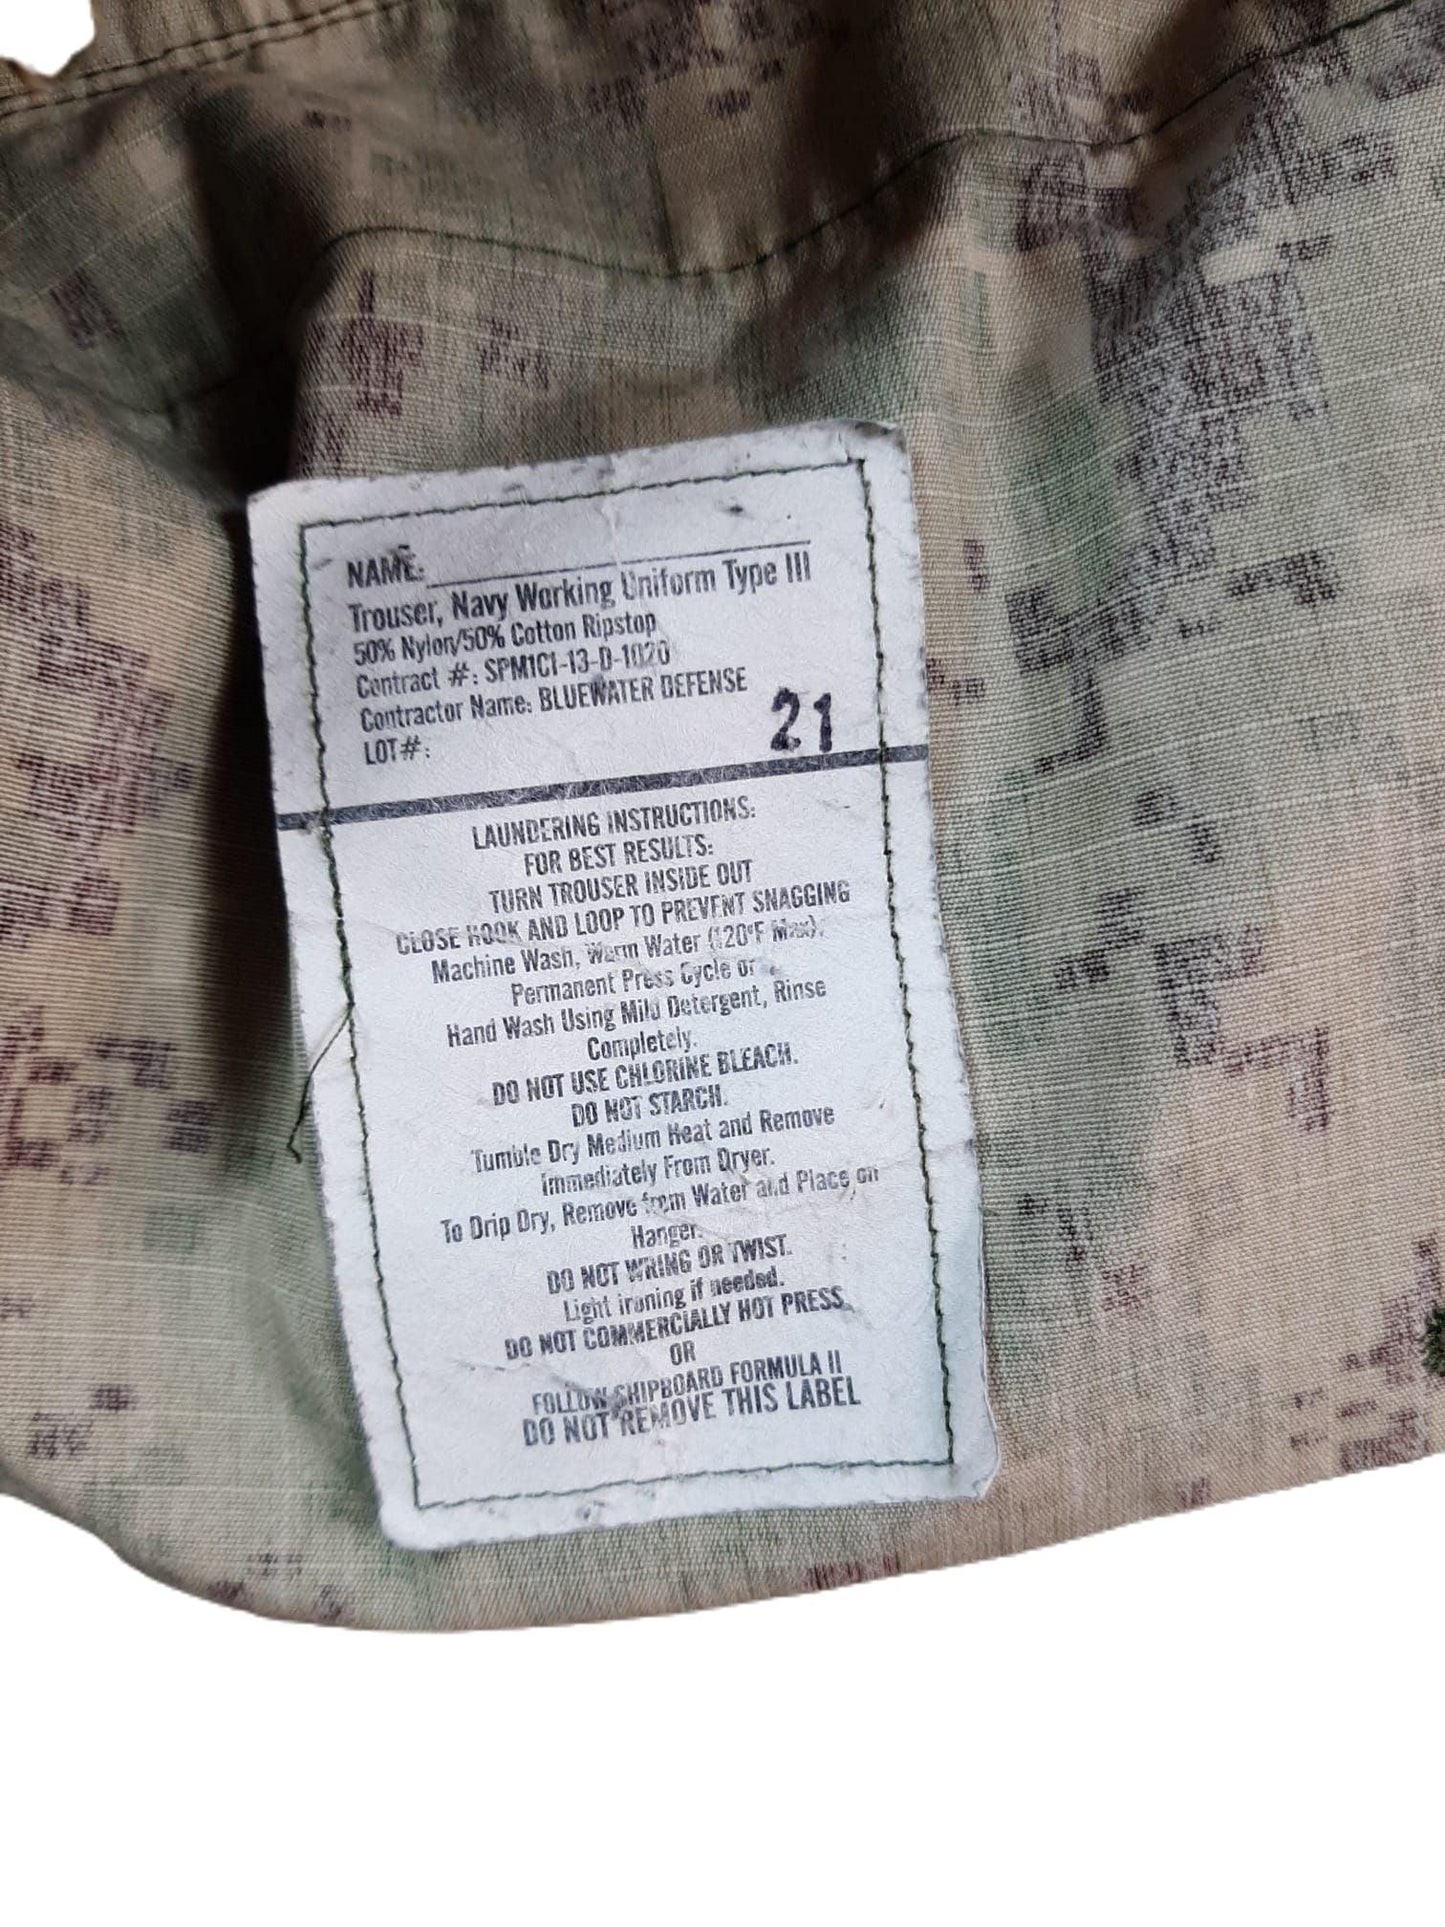 NAME:
Trouser, Navy Working Uniform Type III
50% Nylon/50% Cotton Ripstop
Contract #: SPM1C1-13-D-1020
Contractor Name: BLUEWATER DEFENSE
LOT#:
21
LAUNDERING INSTRUCTIONS:
FOR BEST RESULTS:
TURN TROUSER INSIDE OUT
CLOSE HOOK AND LOOP TO PREVENT SNAGGING
Machine Wash, Warm Water (120°F Max),
Permanent Press Cycle or
Hand Wash Using Mild Detergent, Rinse
Completely.
DO NOT USE CHLORINE BLEACH.
DO NOT STARCH.
Tumble Dry Medium Heat and Remove
Immediately From Dryer.
To Drip Dry, Remove from Water and Place on
Hanger.
DO NOT WRING OR TWIST.
Light ironing if needed.
DO NOT COMMERCIALLY HOT PRESS.
OR
FOLLOW SHIPBOARD FORMULA II
DO NOT REMOVE THIS LABEL